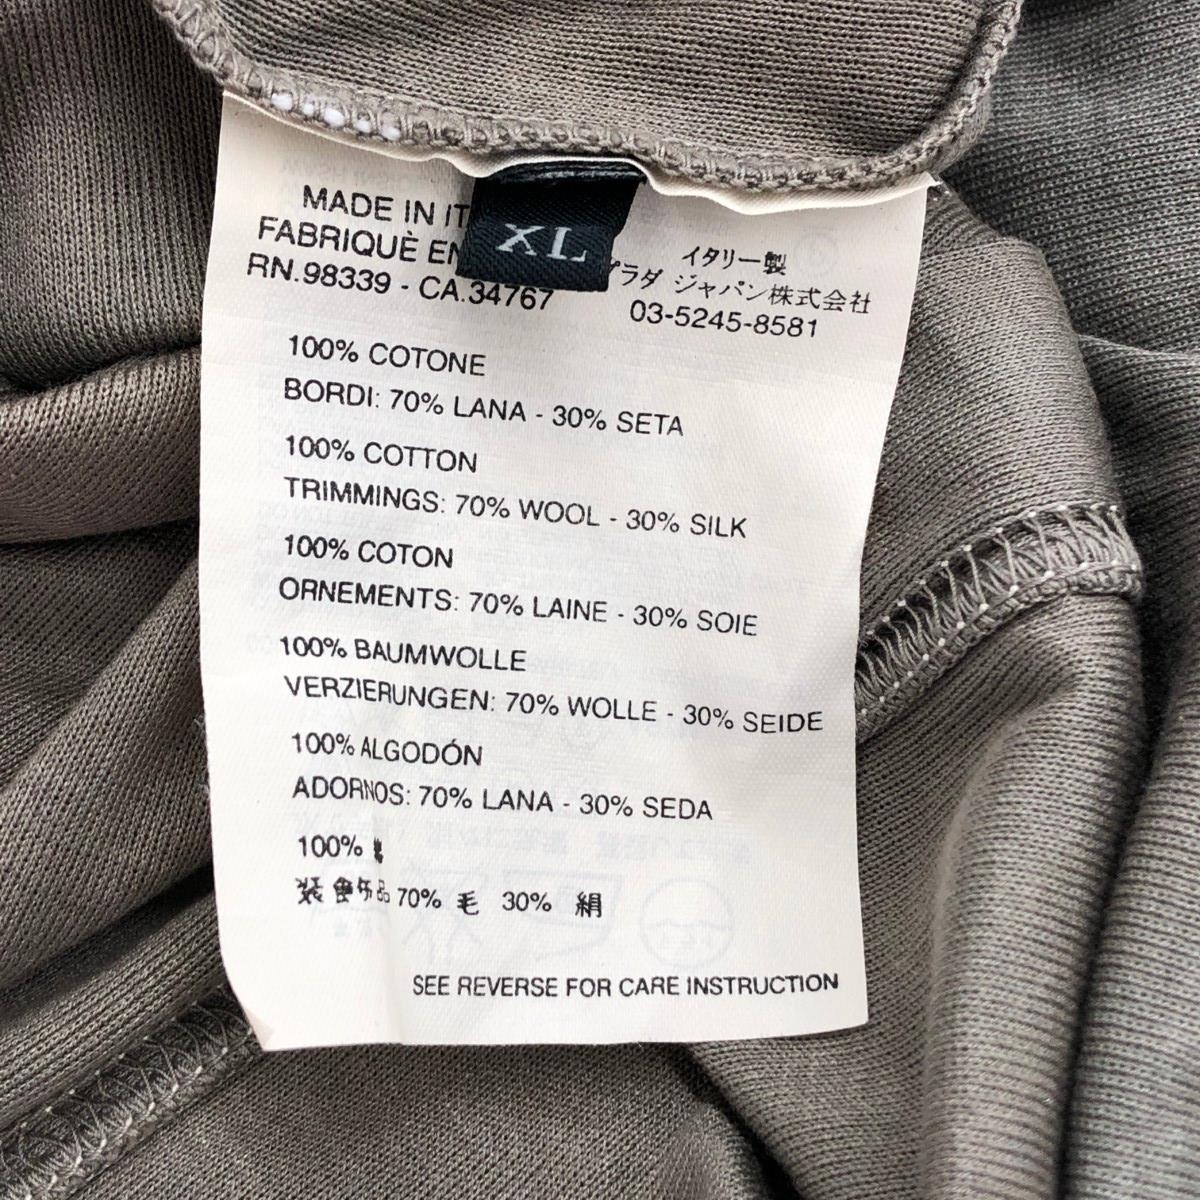 MADE IN IT
FABRIQUÈ EN
RN.98339 - CA.34767
XL
イタリー製
プラダ ジャパン株式会社
03-5245-8581
100% COTONE
BORDI: 70% LANA - 30% SETA
100% COTTON
TRIMMINGS: 70% WOOL - 30% SILK
100% COTON
ORNEMENTS: 70% LAINE - 30% SOIE
100% BAUMWOLLE
VERZIERUNGEN: 70% WOLLE - 30% SEIDE
100% ALGODÓN
ADORNOS: 70% LANA - 30% SEDA
100%
装飾品 70% 毛 30% 絹
SEE REVERSE FOR CARE INSTRUCTION